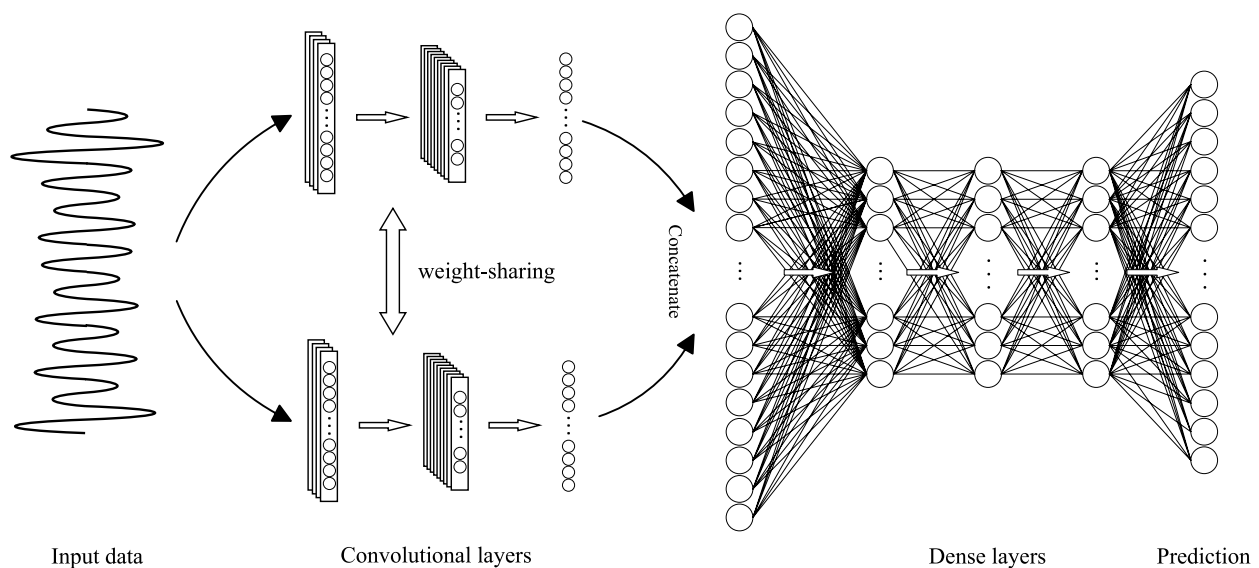 weight-sharing
Concatenate
Input data
Convolutional layers
Dense layers
Prediction